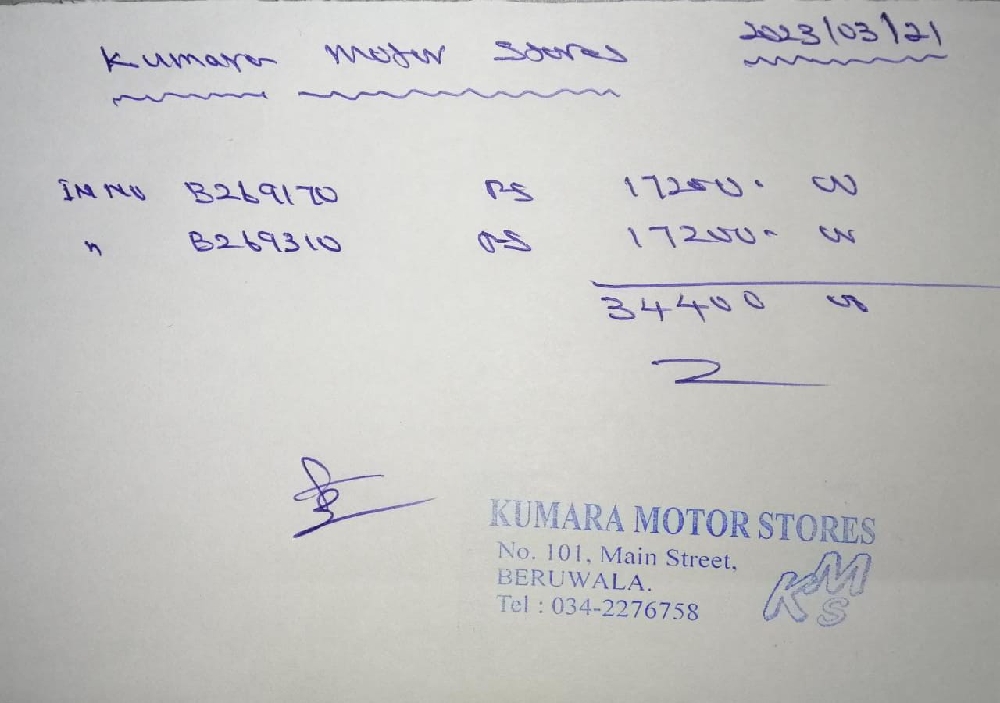 Kumara Motor Stores 2023/03/21
IN NO B269170 RS 17200. 00
" B269310 RS 17200. 00
34400 00
KUMARA MOTOR STORES
No. 101, Main Street,
BERUWALA.
Tel : 034-2276758
KMS